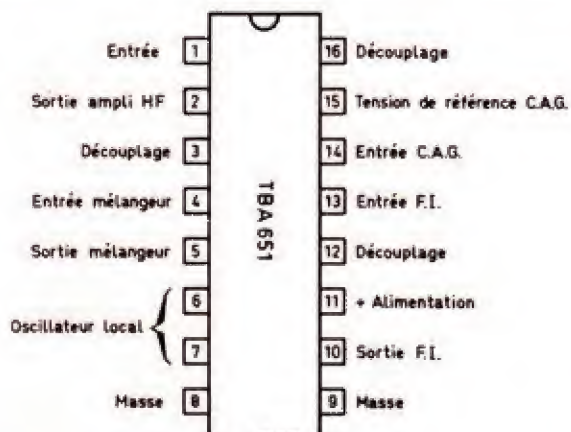 Entrée 1 16 Découplage
Sortie ampli HF 2 15 Tension de référence C.A.G.
Découplage 3 14 Entrée C.A.G.
Entrée mélangeur 4 13 Entrée F.I.
TBA 651
Sortie mélangeur 5 12 Découplage
6 11 + Alimentation
Oscillateur local
7 10 Sortie F.I.
Masse 8 9 Masse